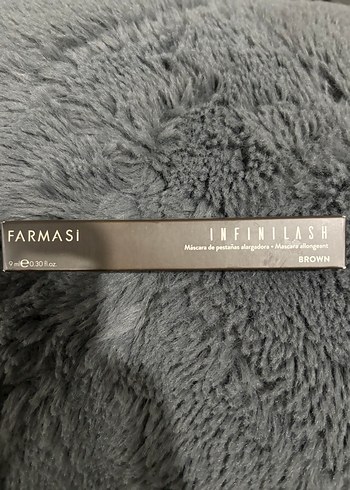 FARMASi
INFINILASH
Máscara de pestañas alargadora • Mascara allongeant
9 ml ℮ 0.30 fl.oz.
BROWN